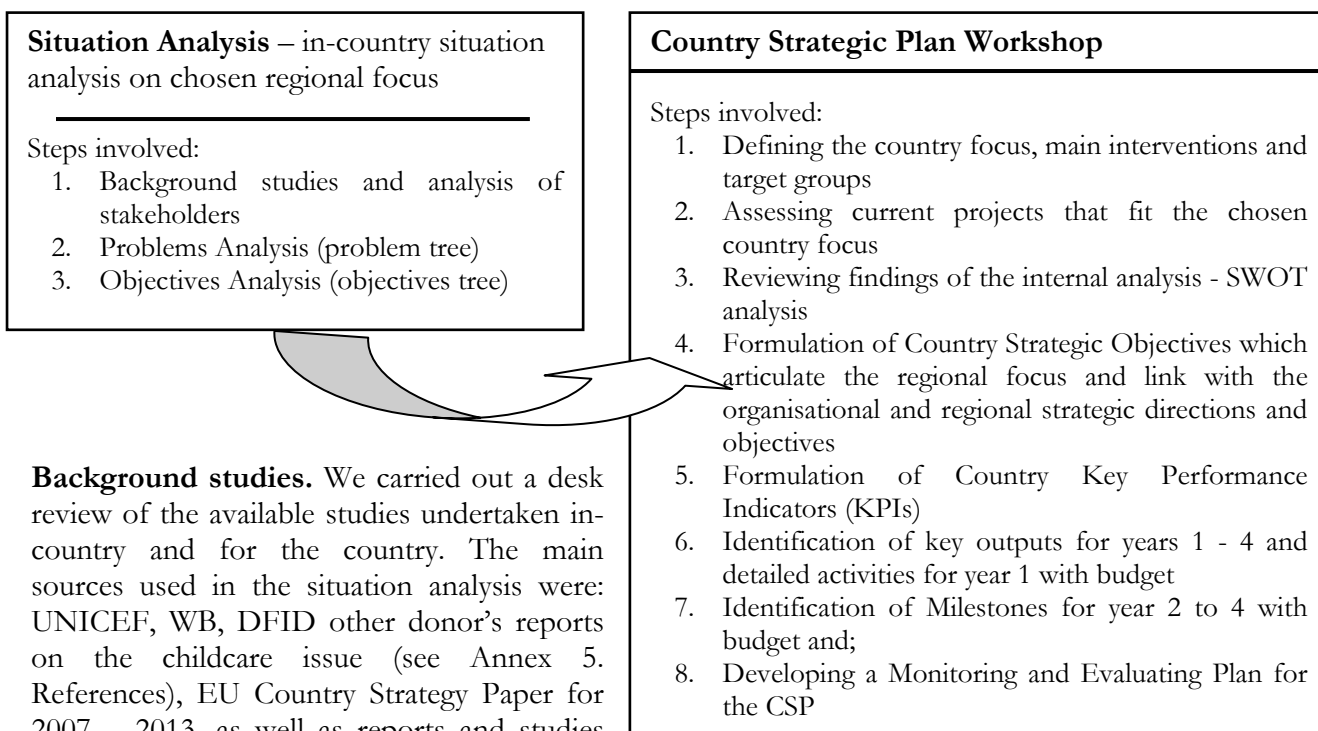 Situation Analysis – in-country situation
analysis on chosen regional focus
Steps involved:
1. Background studies and analysis of
stakeholders
2. Problems Analysis (problem tree)
3. Objectives Analysis (objectives tree)
Background studies. We carried out a desk
review of the available studies undertaken in-
country and for the country. The main
sources used in the situation analysis were:
UNICEF, WB, DFID other donor's reports
on the childcare issue (see Annex 5.
References), EU Country Strategy Paper for
2007 – 2013 as well as reports and studies
Country Strategic Plan Workshop
Steps involved:
1. Defining the country focus, main interventions and
target groups
2. Assessing current projects that fit the chosen
country focus
3. Reviewing findings of the internal analysis - SWOT
analysis
4. Formulation of Country Strategic Objectives which
articulate the regional focus and link with the
organisational and regional strategic directions and
objectives
5. Formulation of Country Key Performance
Indicators (KPIs)
6. Identification of key outputs for years 1 - 4 and
detailed activities for year 1 with budget
7. Identification of Milestones for year 2 to 4 with
budget and;
8. Developing a Monitoring and Evaluating Plan for
the CSP